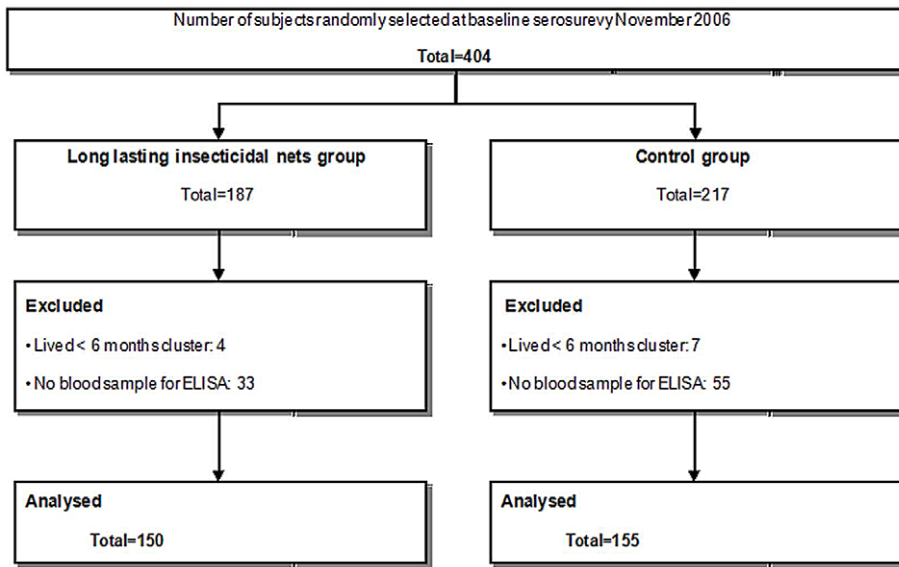 Number of subjects randomly selected at baseline serosurevy November 2006
Total=404
Long lasting insecticidal nets group
Total=187
Control group
Total=217
Excluded
• Lived < 6 months cluster: 4
• No blood sample for ELISA: 33
Excluded
• Lived < 6 months cluster: 7
• No blood sample for ELISA: 55
Analysed
Total=150
Analysed
Total=155